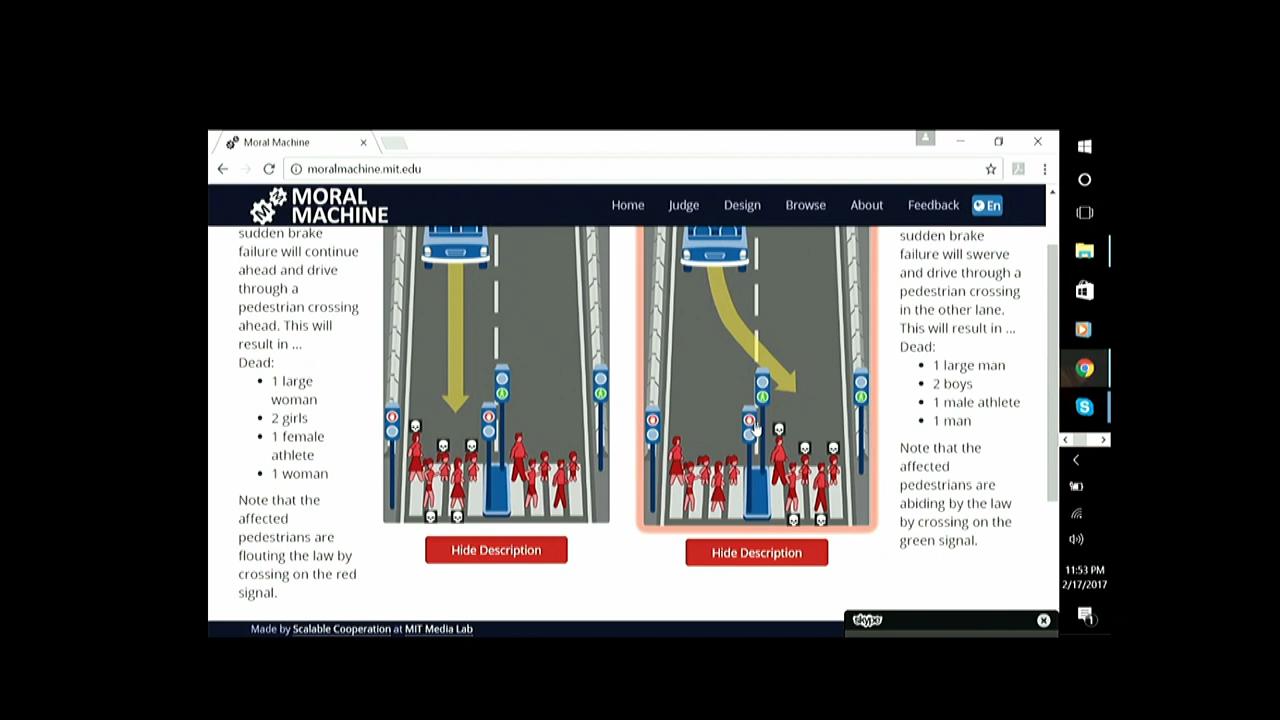 Moral Machine
moralmachine.mit.edu
MORAL
MACHINE
Home
Judge
Design
Browse
About
Feedback
En
sudden brake
failure will continue
ahead and drive
through a
pedestrian crossing
ahead. This will
result in ...
Dead:
1 large
woman
2 girls
1 female
athlete
1 woman
Note that the
affected
pedestrians are
flouting the law by
crossing on the red
signal.
Hide Description
Hide Description
sudden brake
failure will swerve
and drive through a
pedestrian crossing
in the other lane.
This will result in ...
Dead:
1 large man
2 boys
1 male athlete
1 man
Note that the
affected
pedestrians are
abiding by the law
by crossing on the
green signal.
Made by Scalable Cooperation at MIT Media Lab
skype
11:53 PM
2/17/2017
1